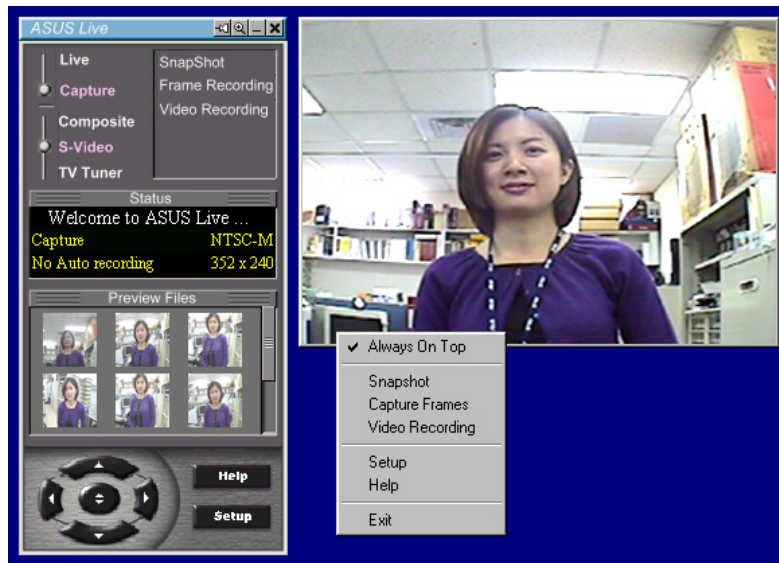 ASUS Live
Live
Capture
Composite
S-Video
TV Tuner
SnapShot
Frame Recording
Video Recording
Status
Welcome to ASUS Live ...
Capture NTSC-M
No Auto recording 352 x 240
Preview Files
Help
Setup
Always On Top
Snapshot
Capture Frames
Video Recording
Setup
Help
Exit